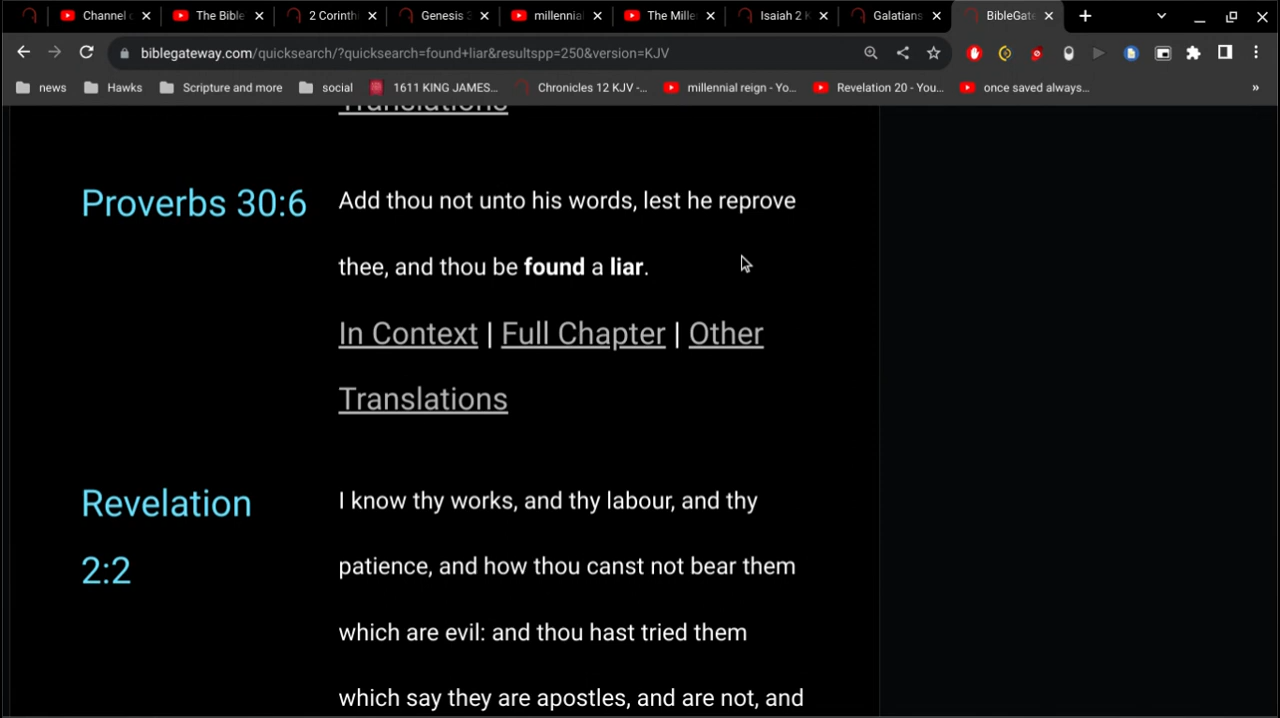 Channel c The Bible 2 Corinth Genesis 3 millennia The Mille Isaiah 2 K Galatians BibleGate
biblegateway.com/quicksearch/?quicksearch=found+liar&resultspp=250&version=KJV
news Hawks Scripture and more social 1611 KING JAMES... Chronicles 12 KJV -... millennial reign - Yo... Revelation 20 - You... once saved always... »
Translations
Proverbs 30:6 Add thou not unto his words, lest he reprove
thee, and thou be found a liar.
In Context | Full Chapter | Other
Translations
Revelation I know thy works, and thy labour, and thy
2:2 patience, and how thou canst not bear them
which are evil: and thou hast tried them
which say they are apostles, and are not, and